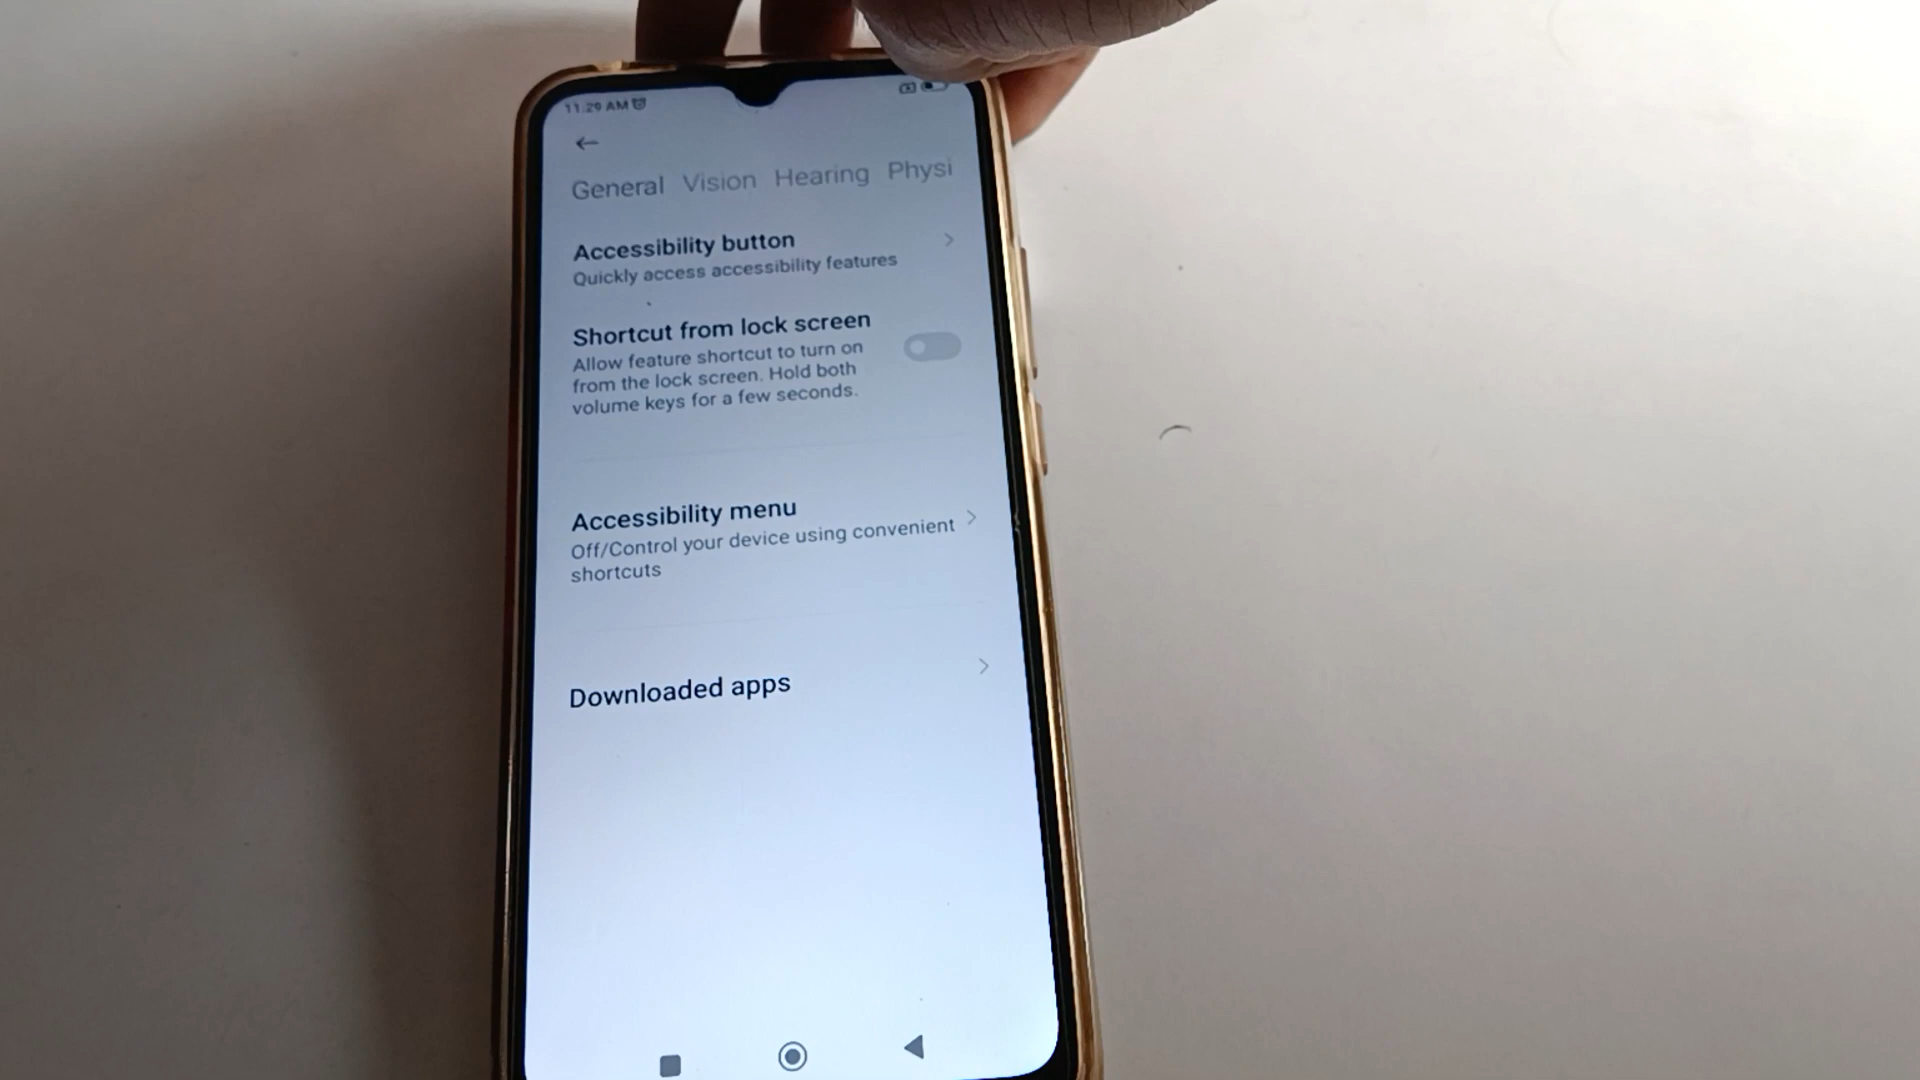 11:29 AM
General Vision Hearing Physi
Accessibility button
Quickly access accessibility features
Shortcut from lock screen
Allow feature shortcut to turn on
from the lock screen. Hold both
volume keys for a few seconds.
Accessibility menu
Off/Control your device using convenient
shortcuts
Downloaded apps